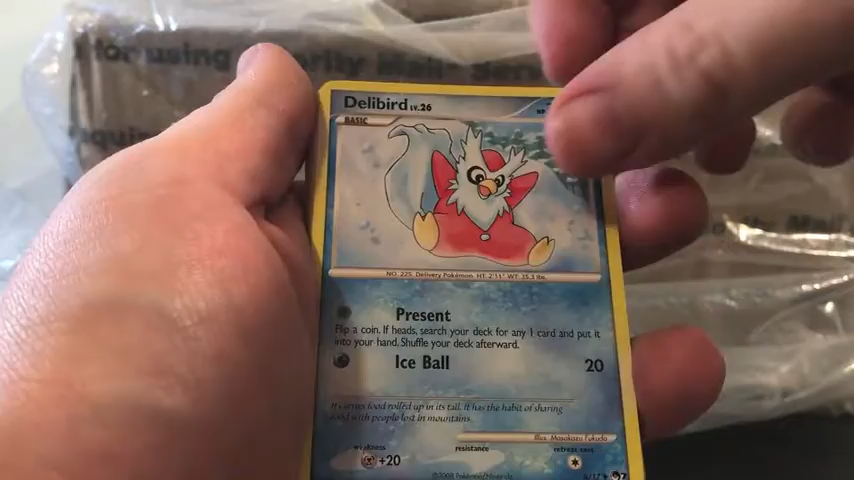 for using Priority Mail® Serv
Delibird LV.26
BASIC
NO. 225 Delivery Pokémon HT. 2'11" WT. 35.3 lbs.
Present
Flip a coin. If heads, search your deck for any 1 card and put it
into your hand. Shuffle your deck afterward.
Ice Ball 20
It carries food rolled up in its tail. It has the habit of sharing
food with people lost in mountains.
Illus. Masakazu Fukuda
weakness
resistance
retreat cost
+20
©2008 Pokémon/Nintendo